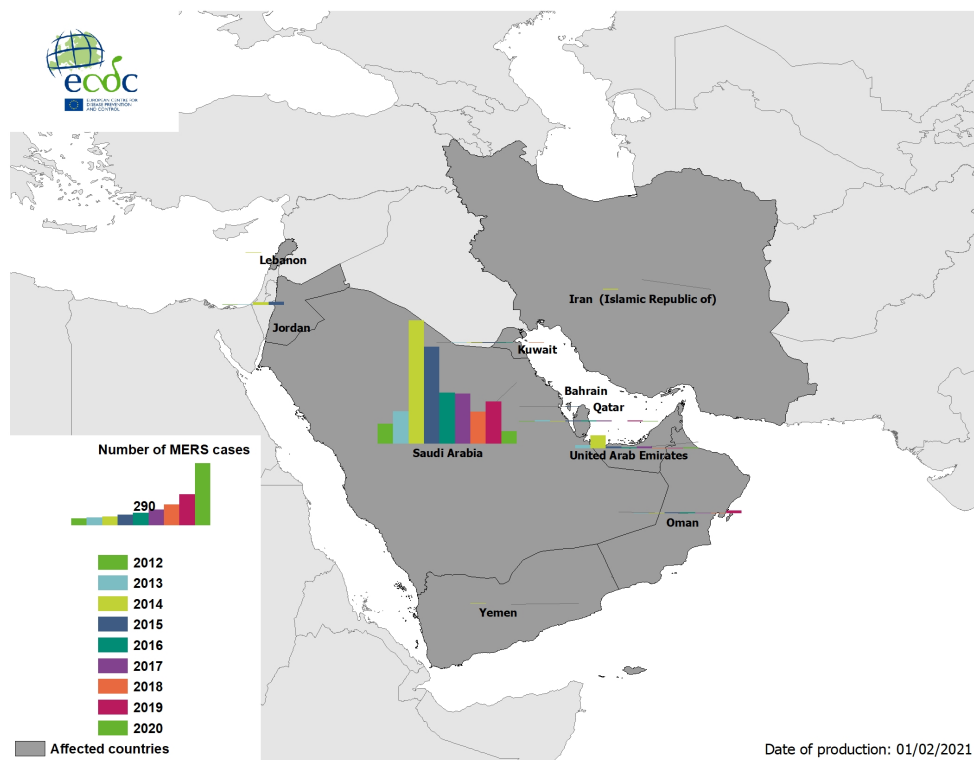 ecdc
EUROPEAN CENTRE FOR
DISEASE PREVENTION
AND CONTROL
Lebanon
Iran (Islamic Republic of)
Jordan
Kuwait
Bahrain
Qatar
Saudi Arabia
United Arab Emirates
Oman
Yemen
Number of MERS cases
290
2012
2013
2014
2015
2016
2017
2018
2019
2020
Affected countries
Date of production: 01/02/2021